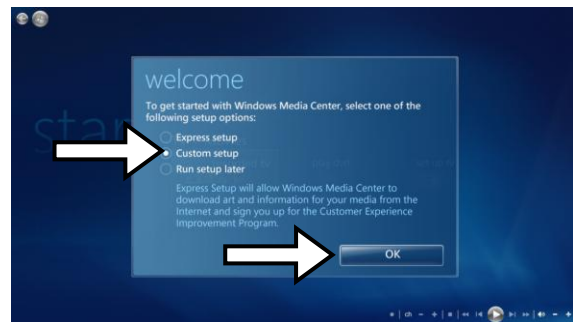 welcome
To get started with Windows Media Center, select one of the
following setup options:
Express setup
Custom setup
Run setup later
Express Setup will allow Windows Media Center to
download art and information for your media from the
Internet and sign you up for the Customer Experience
Improvement Program.
OK
ch - +